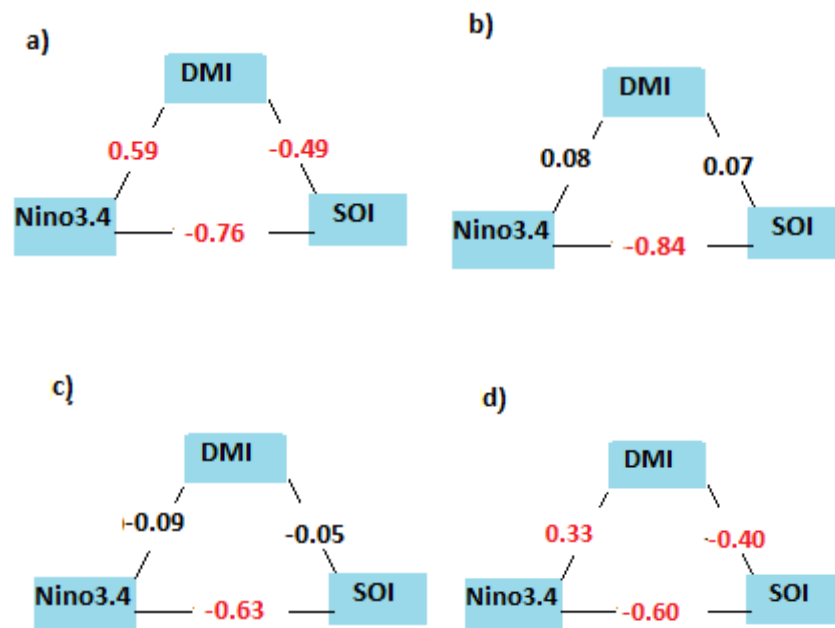 a)
DMI
0.59
-0.49
Nino3.4
SOI
-0.76
b)
DMI
0.08
0.07
Nino3.4
SOI
-0.84
c)
DMI
-0.09
-0.05
Nino3.4
SOI
-0.63
d)
DMI
0.33
-0.40
Nino3.4
SOI
-0.60